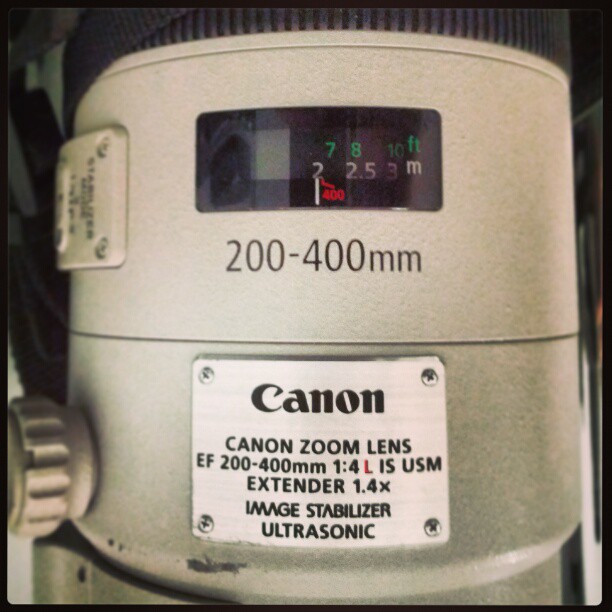 7 8 10 ft
2 2.5 3 m
400
200-400mm
STABILIZER
Canon
CANON ZOOM LENS
EF 200-400mm 1:4 L IS USM
EXTENDER 1.4×
IMAGE STABILIZER
ULTRASONIC